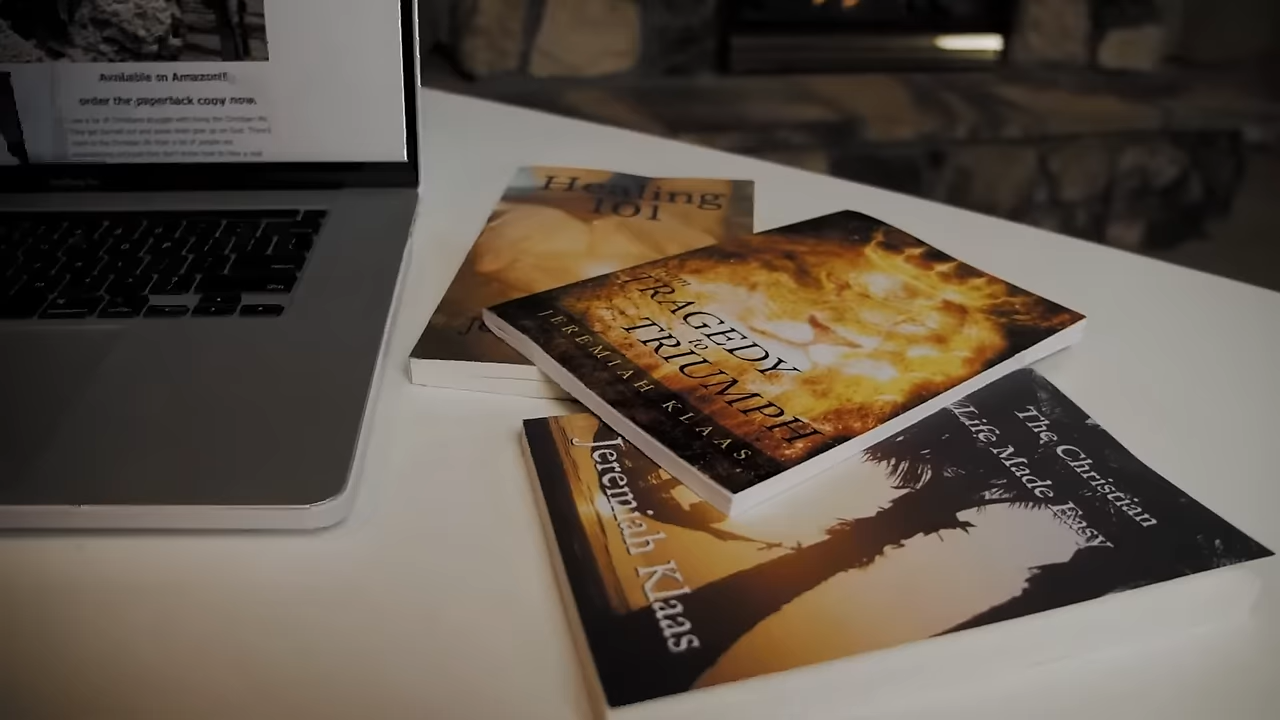 Available on Amazon!!
order the paperback copy now.
Healing
101
From
TRAGEDY
to
TRIUMPH
JEREMIAH KLAAS
The Christian
Life Made Easy
Jeremiah Klaas